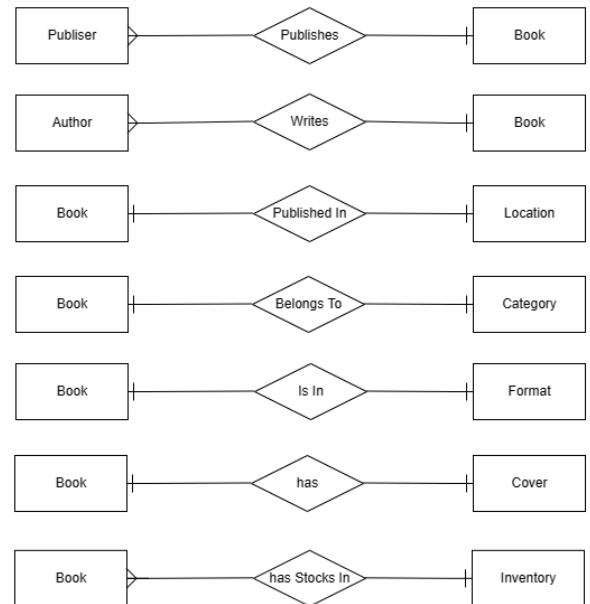 Publiser Publishes Book
Author Writes Book
Book Published In Location
Book Belongs To Category
Book Is In Format
Book has Cover
Book has Stocks In Inventory